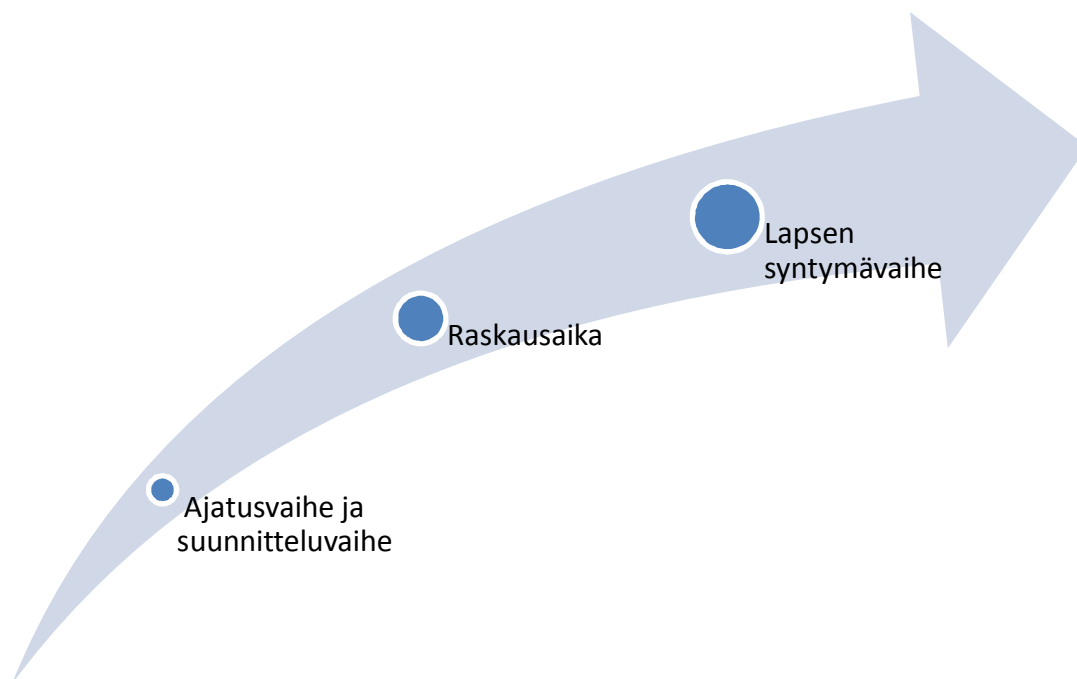 Lapsen
syntymävaihe
Raskausaika
Ajatusvaihe ja
suunnitteluvaihe